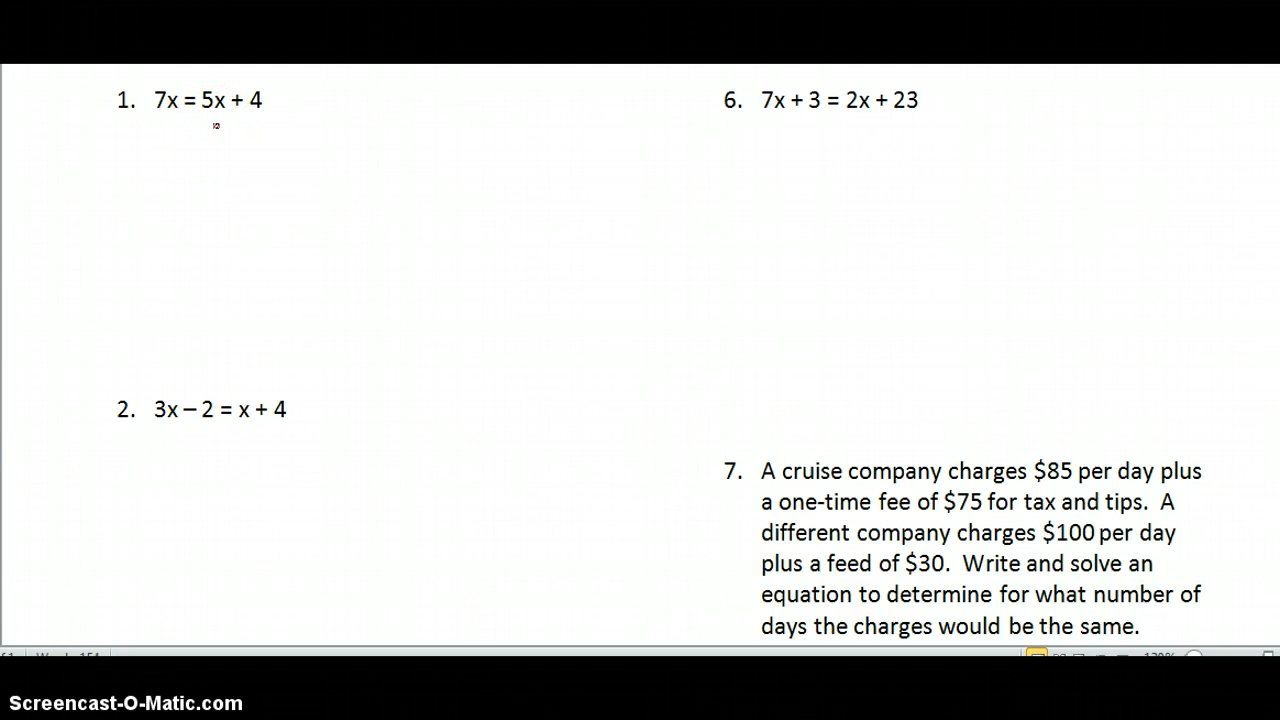 1. 7x = 5x + 4
2. 3x – 2 = x + 4
6. 7x + 3 = 2x + 23
7. A cruise company charges $85 per day plus
a one-time fee of $75 for tax and tips. A
different company charges $100 per day
plus a feed of $30. Write and solve an
equation to determine for what number of
days the charges would be the same.
Screencast-O-Matic.com